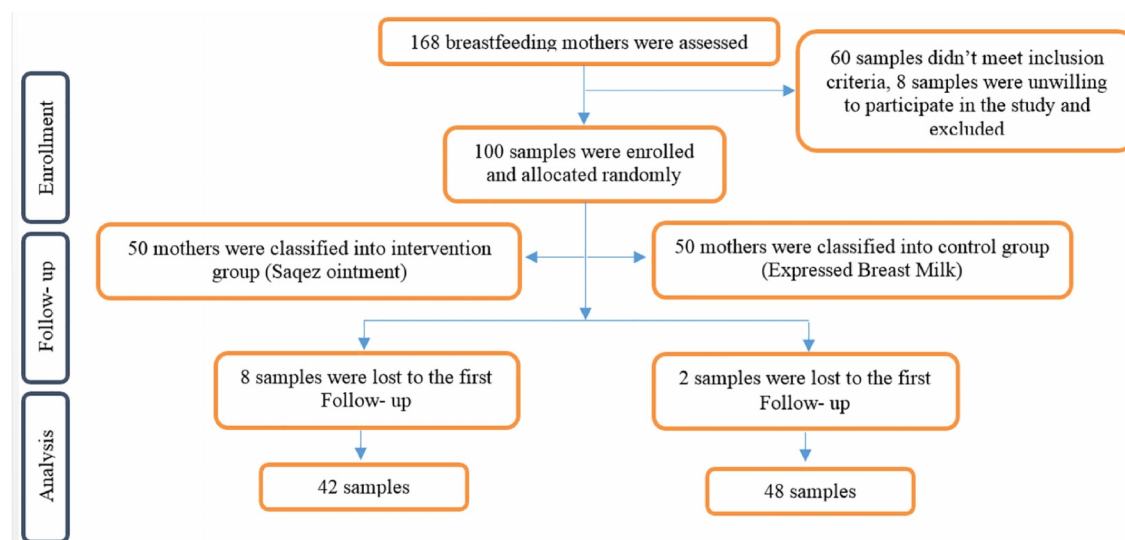 168 breastfeeding mothers were assessed
60 samples didn't meet inclusion
criteria, 8 samples were unwilling
to participate in the study and
excluded
Enrollment
100 samples were enrolled
and allocated randomly
50 mothers were classified into intervention
group (Saqez ointment)
50 mothers were classified into control group
(Expressed Breast Milk)
Follow- up
8 samples were lost to the first
Follow- up
2 samples were lost to the first
Follow- up
Analysis
42 samples
48 samples